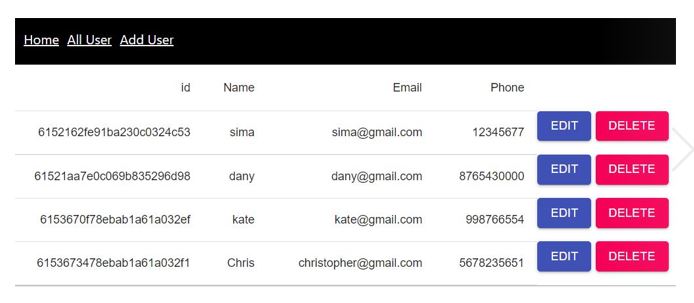 Home All User Add User
id Name Email Phone
6152162fe91ba230c0324c53 sima sima@gmail.com 12345677 EDIT DELETE
61521aa7e0c069b835296d98 dany dany@gmail.com 8765430000 EDIT DELETE
6153670f78ebab1a61a032ef kate kate@gmail.com 998766554 EDIT DELETE
6153673478ebab1a61a032f1 Chris christopher@gmail.com 5678235651 EDIT DELETE